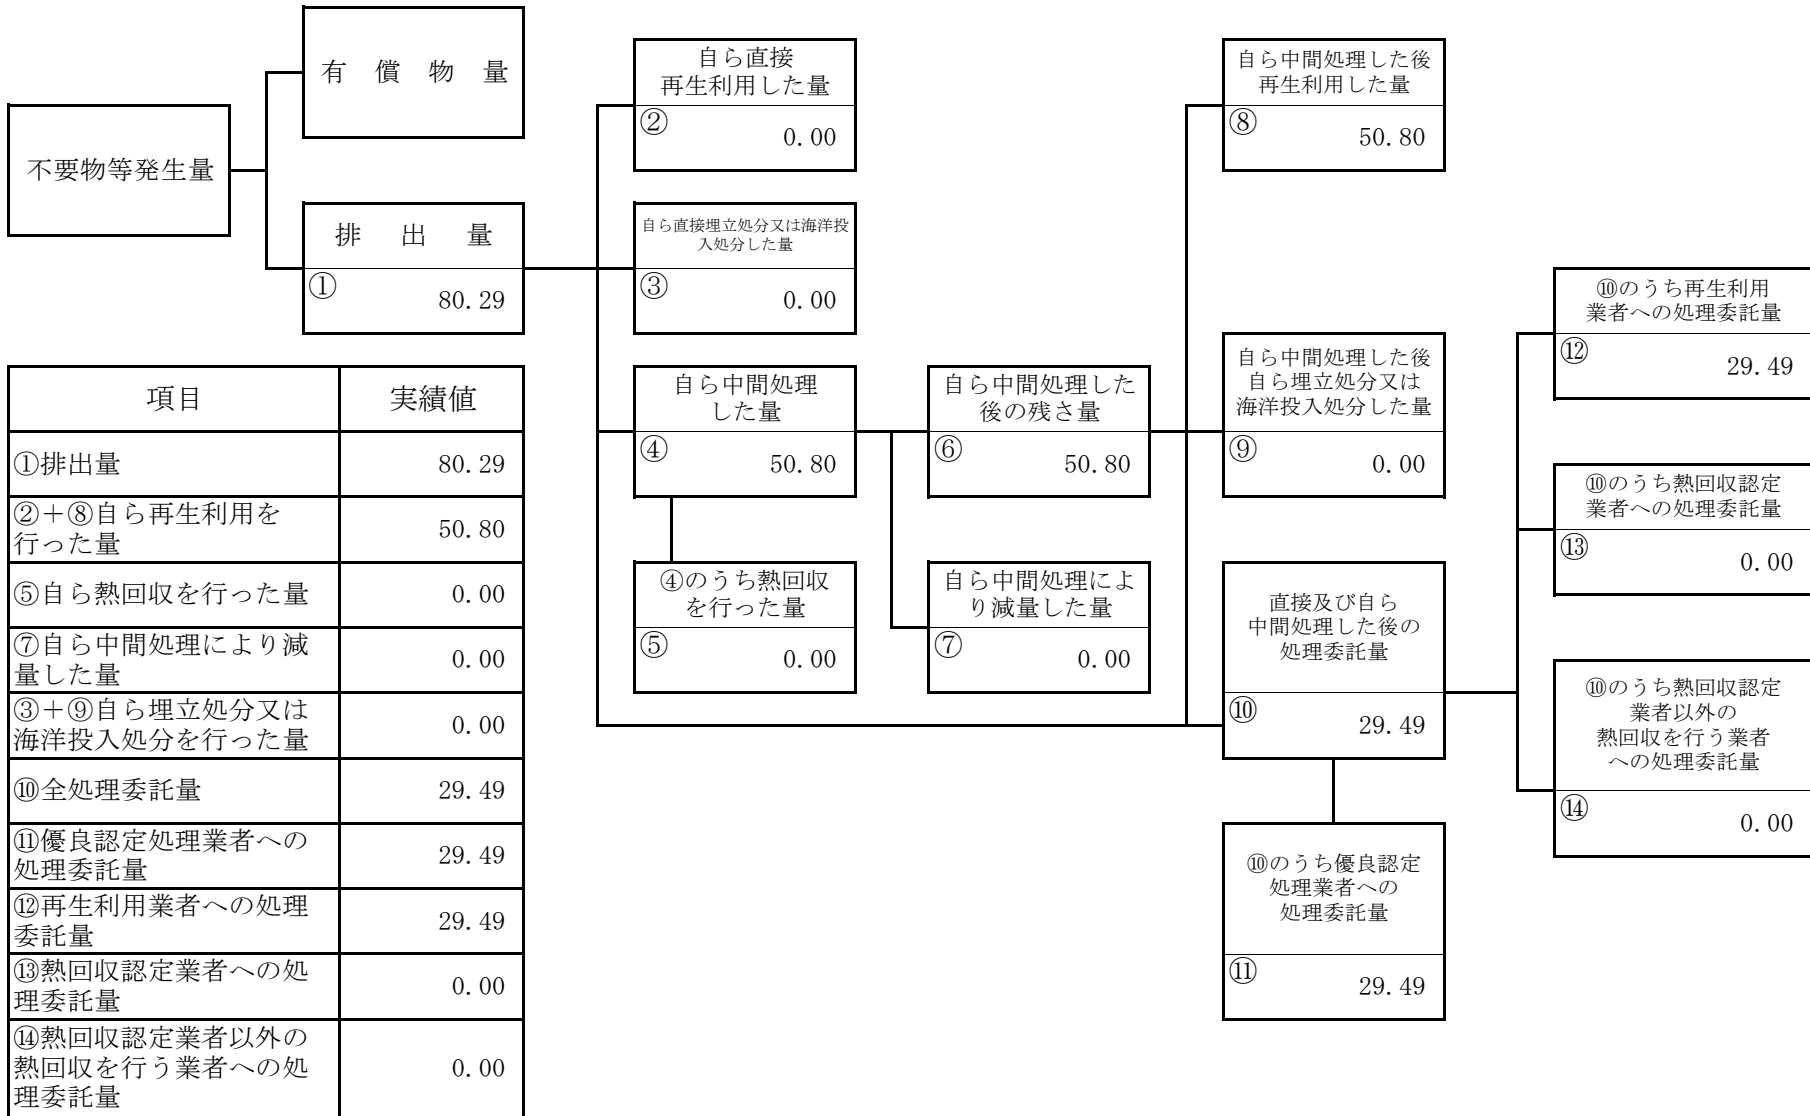 有 償 物 量
不要物等発生量
排 出 量
①
80.29
自ら直接
再生利用した量
②
0.00
自ら直接埋立処分又は海洋投
入処分した量
③
0.00
自ら中間処理
した量
④
50.80
④のうち熱回収
を行った量
⑤
0.00
自ら中間処理した
後の残さ量
⑥
50.80
自ら中間処理によ
り減量した量
⑦
0.00
自ら中間処理した後
再生利用した量
⑧
50.80
自ら中間処理した後
自ら埋立処分又は
海洋投入処分した量
⑨
0.00
直接及び自ら
中間処理した後の
処理委託量
⑩
29.49
⑩のうち優良認定
処理業者への
処理委託量
⑪
29.49
⑩のうち再生利用
業者への処理委託量
⑫
29.49
⑩のうち熱回収認定
業者への処理委託量
⑬
0.00
⑩のうち熱回収認定
業者以外の
熱回収を行う業者
への処理委託量
⑭
0.00
項目 実績値
①排出量 80.29
②+⑧自ら再生利用を
行った量 50.80
⑤自ら熱回収を行った量 0.00
⑦自ら中間処理により減
量した量 0.00
③+⑨自ら埋立処分又は
海洋投入処分を行った量 0.00
⑩全処理委託量 29.49
⑪優良認定処理業者への
処理委託量 29.49
⑫再生利用業者への処理
委託量 29.49
⑬熱回収認定業者への処
理委託量 0.00
⑭熱回収認定業者以外の
熱回収を行う業者への処
理委託量 0.00